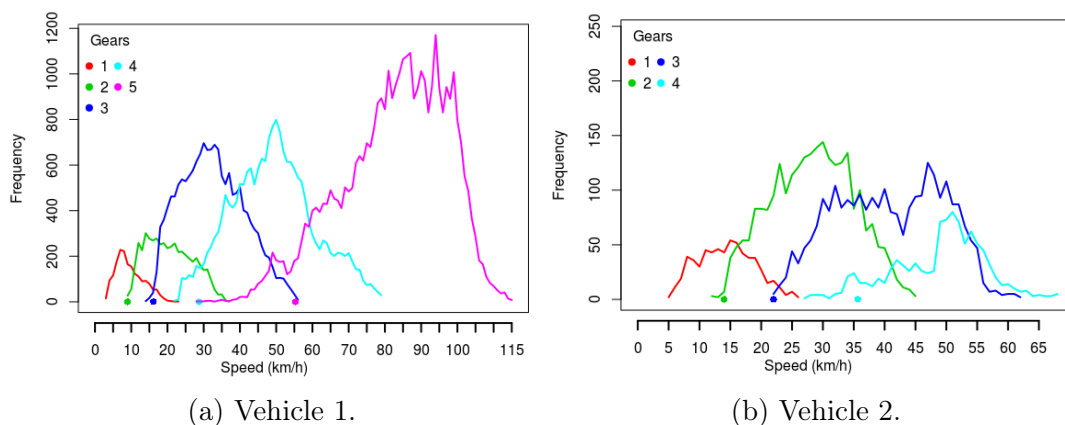 Gears
1 4
2 5
3
Frequency
0 200 400 600 800 1000 1200
0 10 20 30 40 50 60 70 80 90 100 115
Speed (km/h)
(a) Vehicle 1.
Gears
1 3
2 4
Frequency
0 50 100 150 200 250
0 5 10 15 20 25 30 35 40 45 50 55 60 65
Speed (km/h)
(b) Vehicle 2.